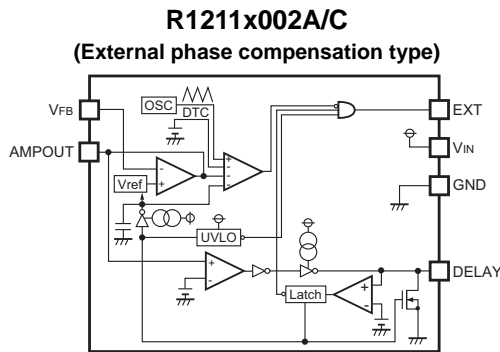 R1211x002A/C
(External phase compensation type)
OSC
DTC
VFB
EXT
AMPOUT
VIN
Vref
GND
UVLO
DELAY
Latch